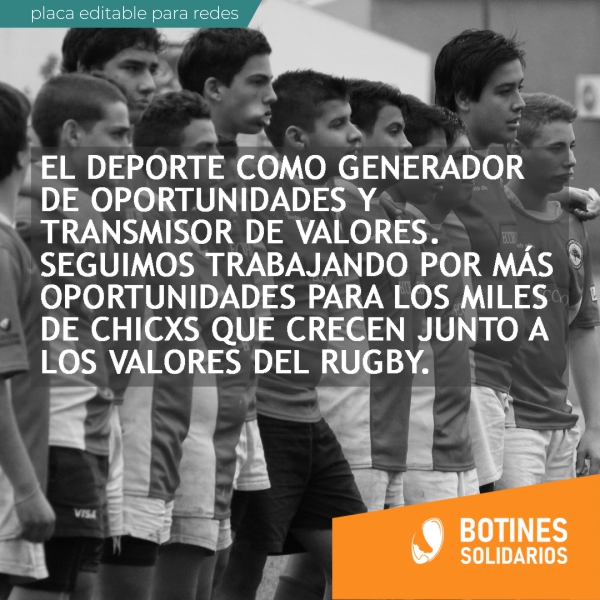 placa editable para redes
EL DEPORTE COMO GENERADOR
DE OPORTUNIDADES Y
TRANSMISOR DE VALORES.
SEGUIMOS TRABAJANDO POR MÁS
OPORTUNIDADES PARA LOS MILES
DE CHICXS QUE CRECEN JUNTO A
LOS VALORES DEL RUGBY.
VISA
BOTINES
SOLIDARIOS